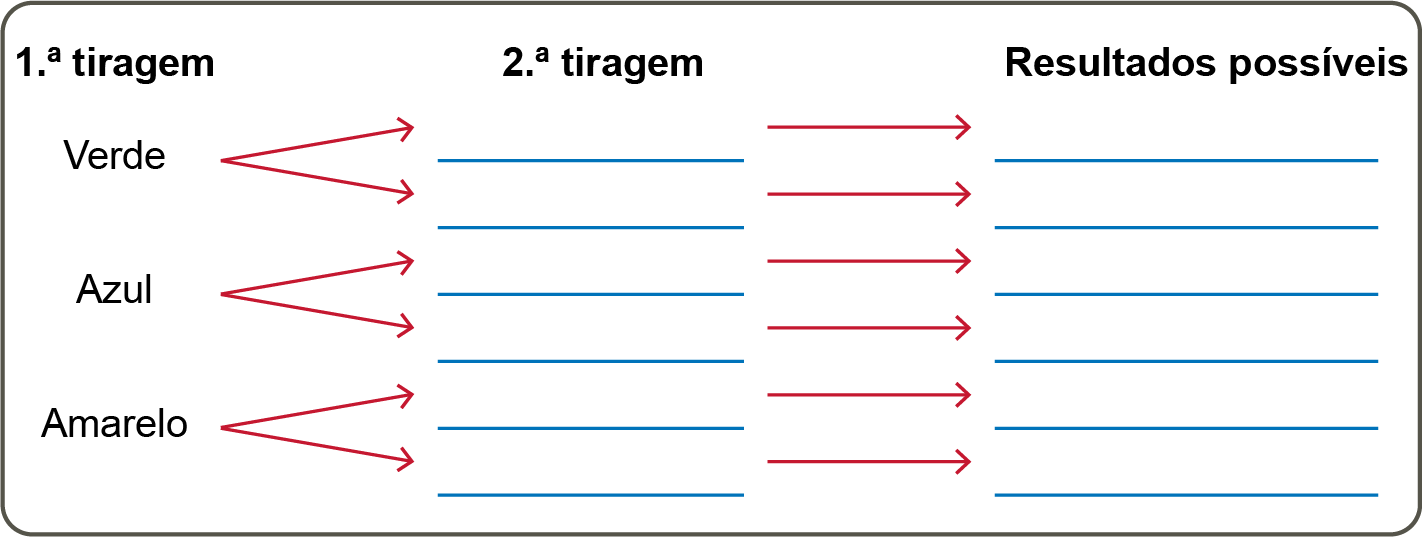 1.ª tiragem 2.ª tiragem Resultados possíveis
Verde
Azul
Amarelo